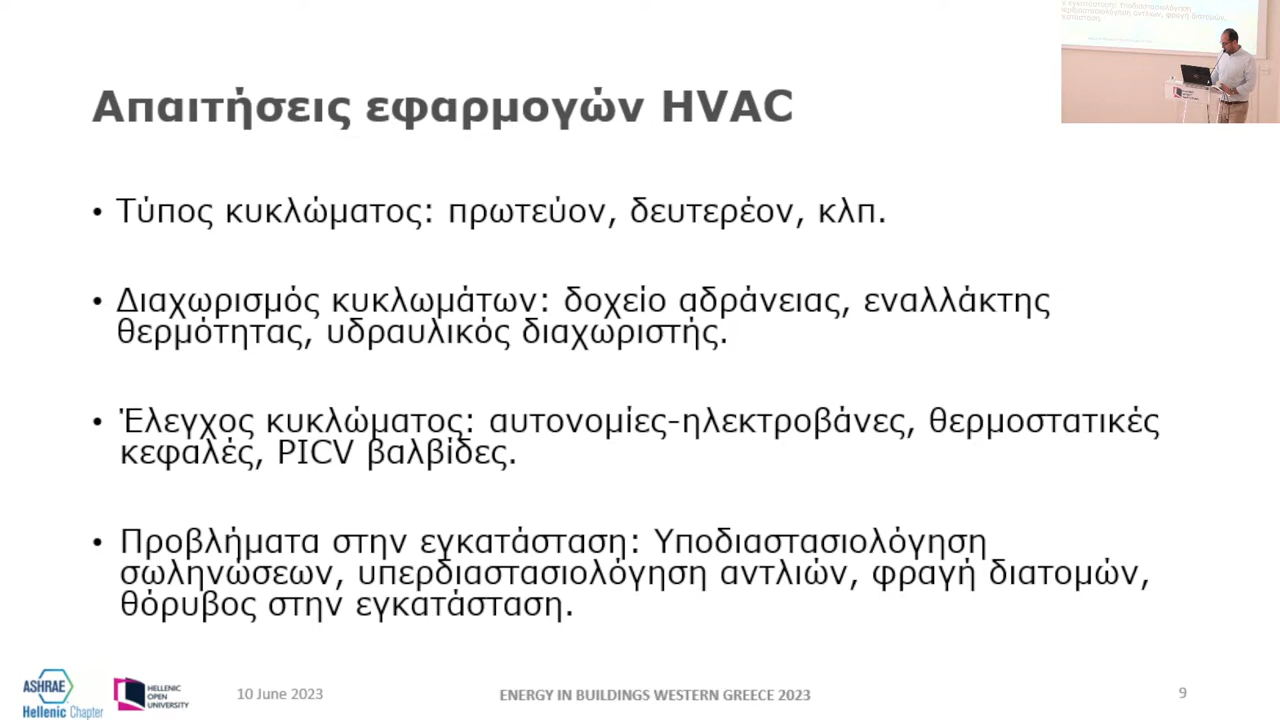 Απαιτήσεις εφαρμογών HVAC
• Τύπος κυκλώματος: πρωτεύον, δευτερέον, κλπ.
• Διαχωρισμός κυκλωμάτων: δοχείο αδράνειας, εναλλάκτης
θερμότητας, υδραυλικός διαχωριστής.
• Έλεγχος κυκλώματος: αυτονομίες-ηλεκτροβάνες, θερμοστατικές
κεφαλές, PICV βαλβίδες.
• Προβλήματα στην εγκατάσταση: Υποδιαστασιολόγηση
σωληνώσεων, υπερδιαστασιολόγηση αντλιών, φραγή διατομών,
θόρυβος στην εγκατάσταση.
ASHRAE
Hellenic Chapter
HELLENIC
OPEN
UNIVERSITY
10 June 2023
ENERGY IN BUILDINGS WESTERN GREECE 2023
9